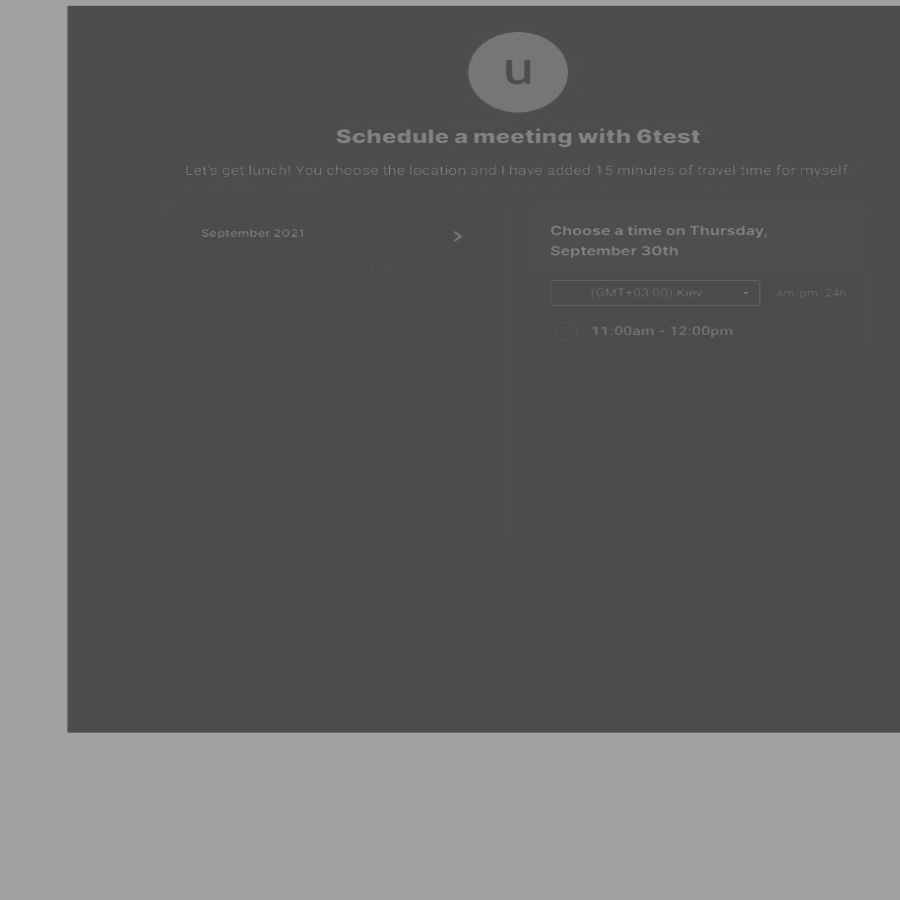 u
Schedule a meeting with 6test
Let's get lunch! You choose the location and I have added 15 minutes of travel time for myself.
September 2021
Choose a time on Thursday,
September 30th
(GMT+03:00) Kiev
am/pm 24h
11:00am - 12:00pm